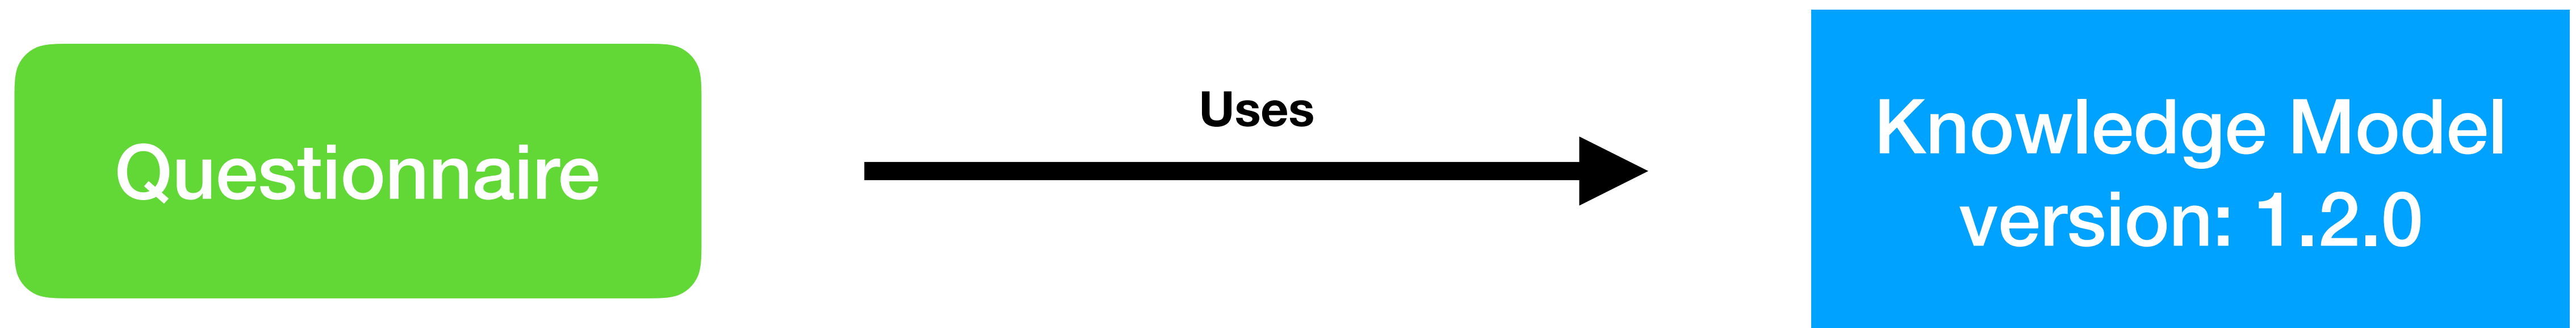 Questionnaire
Uses
Knowledge Model
version: 1.2.0